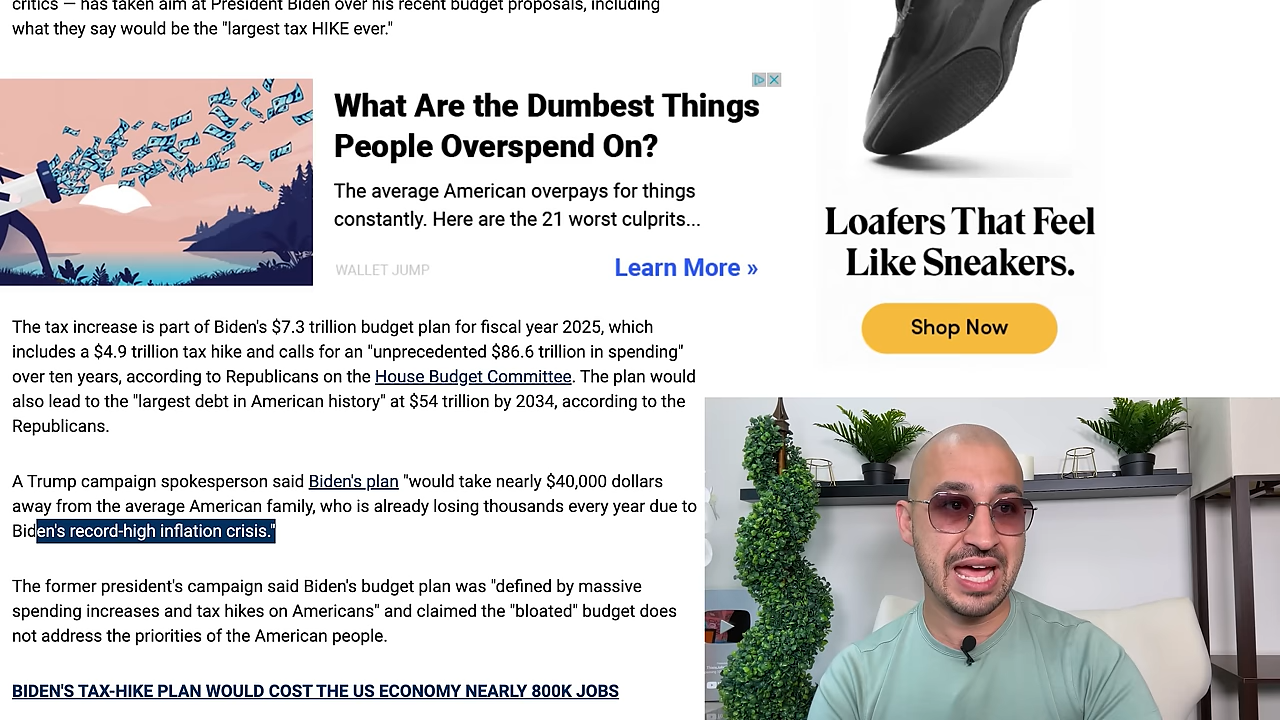 critics — has taken aim at President Biden over his recent budget proposals, including
what they say would be the "largest tax HIKE ever."
What Are the Dumbest Things
People Overspend On?
The average American overpays for things
constantly. Here are the 21 worst culprits...
WALLET JUMP
Learn More »
Loafers That Feel
Like Sneakers.
Shop Now
The tax increase is part of Biden's $7.3 trillion budget plan for fiscal year 2025, which
includes a $4.9 trillion tax hike and calls for an "unprecedented $86.6 trillion in spending"
over ten years, according to Republicans on the House Budget Committee. The plan would
also lead to the "largest debt in American history" at $54 trillion by 2034, according to the
Republicans.
A Trump campaign spokesperson said Biden's plan "would take nearly $40,000 dollars
away from the average American family, who is already losing thousands every year due to
Biden's record-high inflation crisis."
The former president's campaign said Biden's budget plan was "defined by massive
spending increases and tax hikes on Americans" and claimed the "bloated" budget does
not address the priorities of the American people.
BIDEN'S TAX-HIKE PLAN WOULD COST THE US ECONOMY NEARLY 800K JOBS